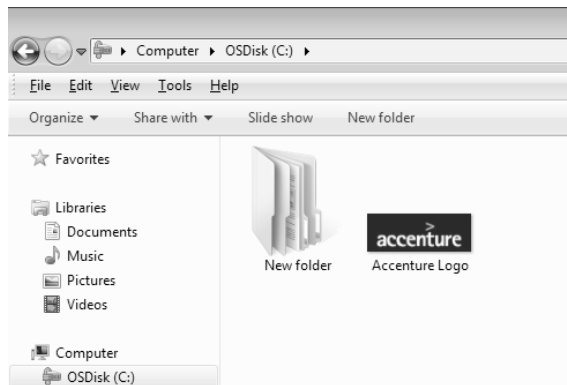 Computer OSDisk (C:)
File Edit View Tools Help
Organize Share with Slide show New folder
Favorites
Libraries
Documents
Music
Pictures
Videos
Computer
OSDisk (C:)
>
accenture
New folder
Accenture Logo